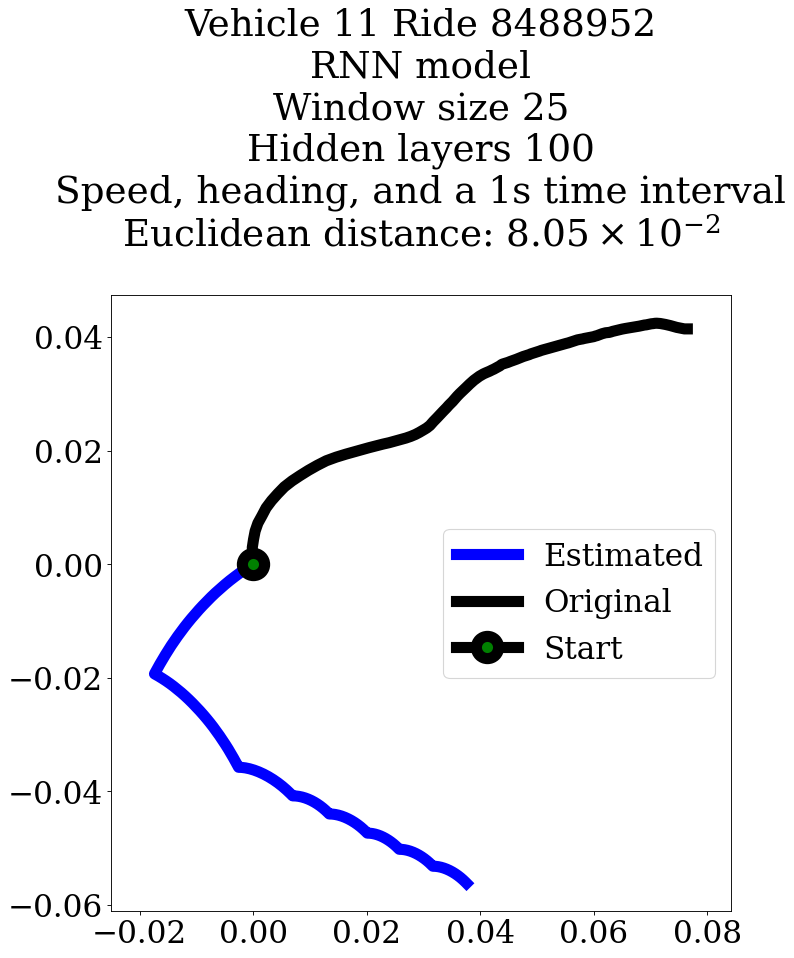 Vehicle 11 Ride 8488952
RNN model
Window size 25
Hidden layers 100
Speed, heading, and a 1s time interval
Euclidean distance: 8.05 × 10⁻²
0.04
0.02
0.00
−0.02
−0.04
−0.06
Estimated
Original
Start
−0.02 0.00 0.02 0.04 0.06 0.08